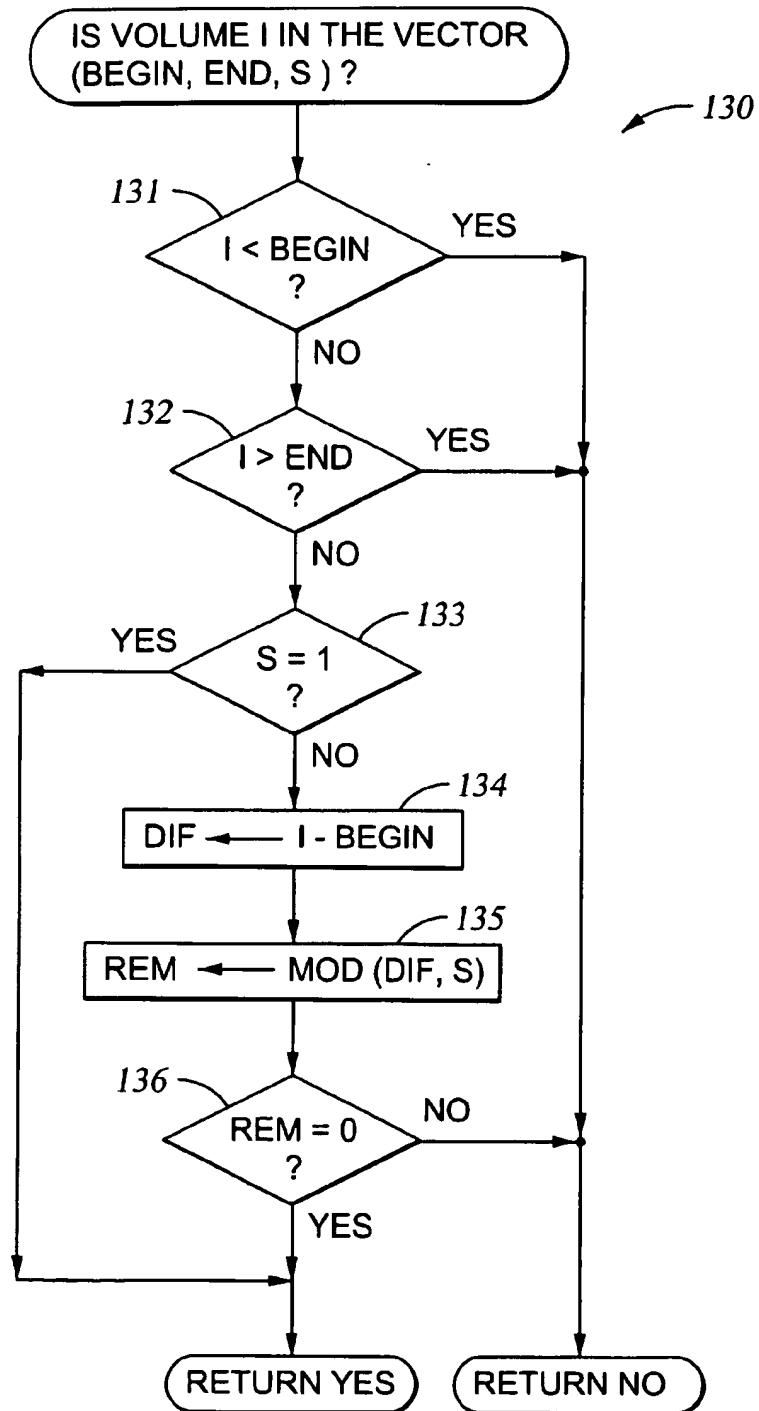 IS VOLUME I IN THE VECTOR
(BEGIN, END, S ) ?
130
131
I < BEGIN
?
YES
NO
132
I > END
?
YES
NO
133
YES
S = 1
?
NO
134
DIF ← I - BEGIN
135
REM ← MOD (DIF, S)
136
REM = 0
?
NO
YES
RETURN YES
RETURN NO